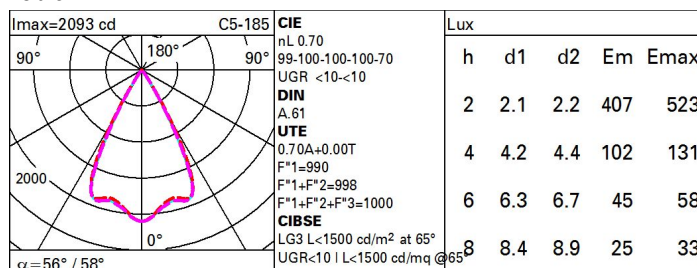 Imax=2093 cd C5-185
90° 180° 90°
2000
0°
α=56° / 58°
CIE
nL 0.70
99-100-100-100-70
UGR <10-<10
DIN
A.61
UTE
0.70A+0.00T
F"1=990
F"1+F"2=998
F"1+F"2+F"3=1000
CIBSE
LG3 L<1500 cd/m² at 65°
UGR<10 | L<1500 cd/mq @65°
Lux
h d1 d2 Em Emax
2 2.1 2.2 407 523
4 4.2 4.4 102 131
6 6.3 6.7 45 58
8 8.4 8.9 25 33